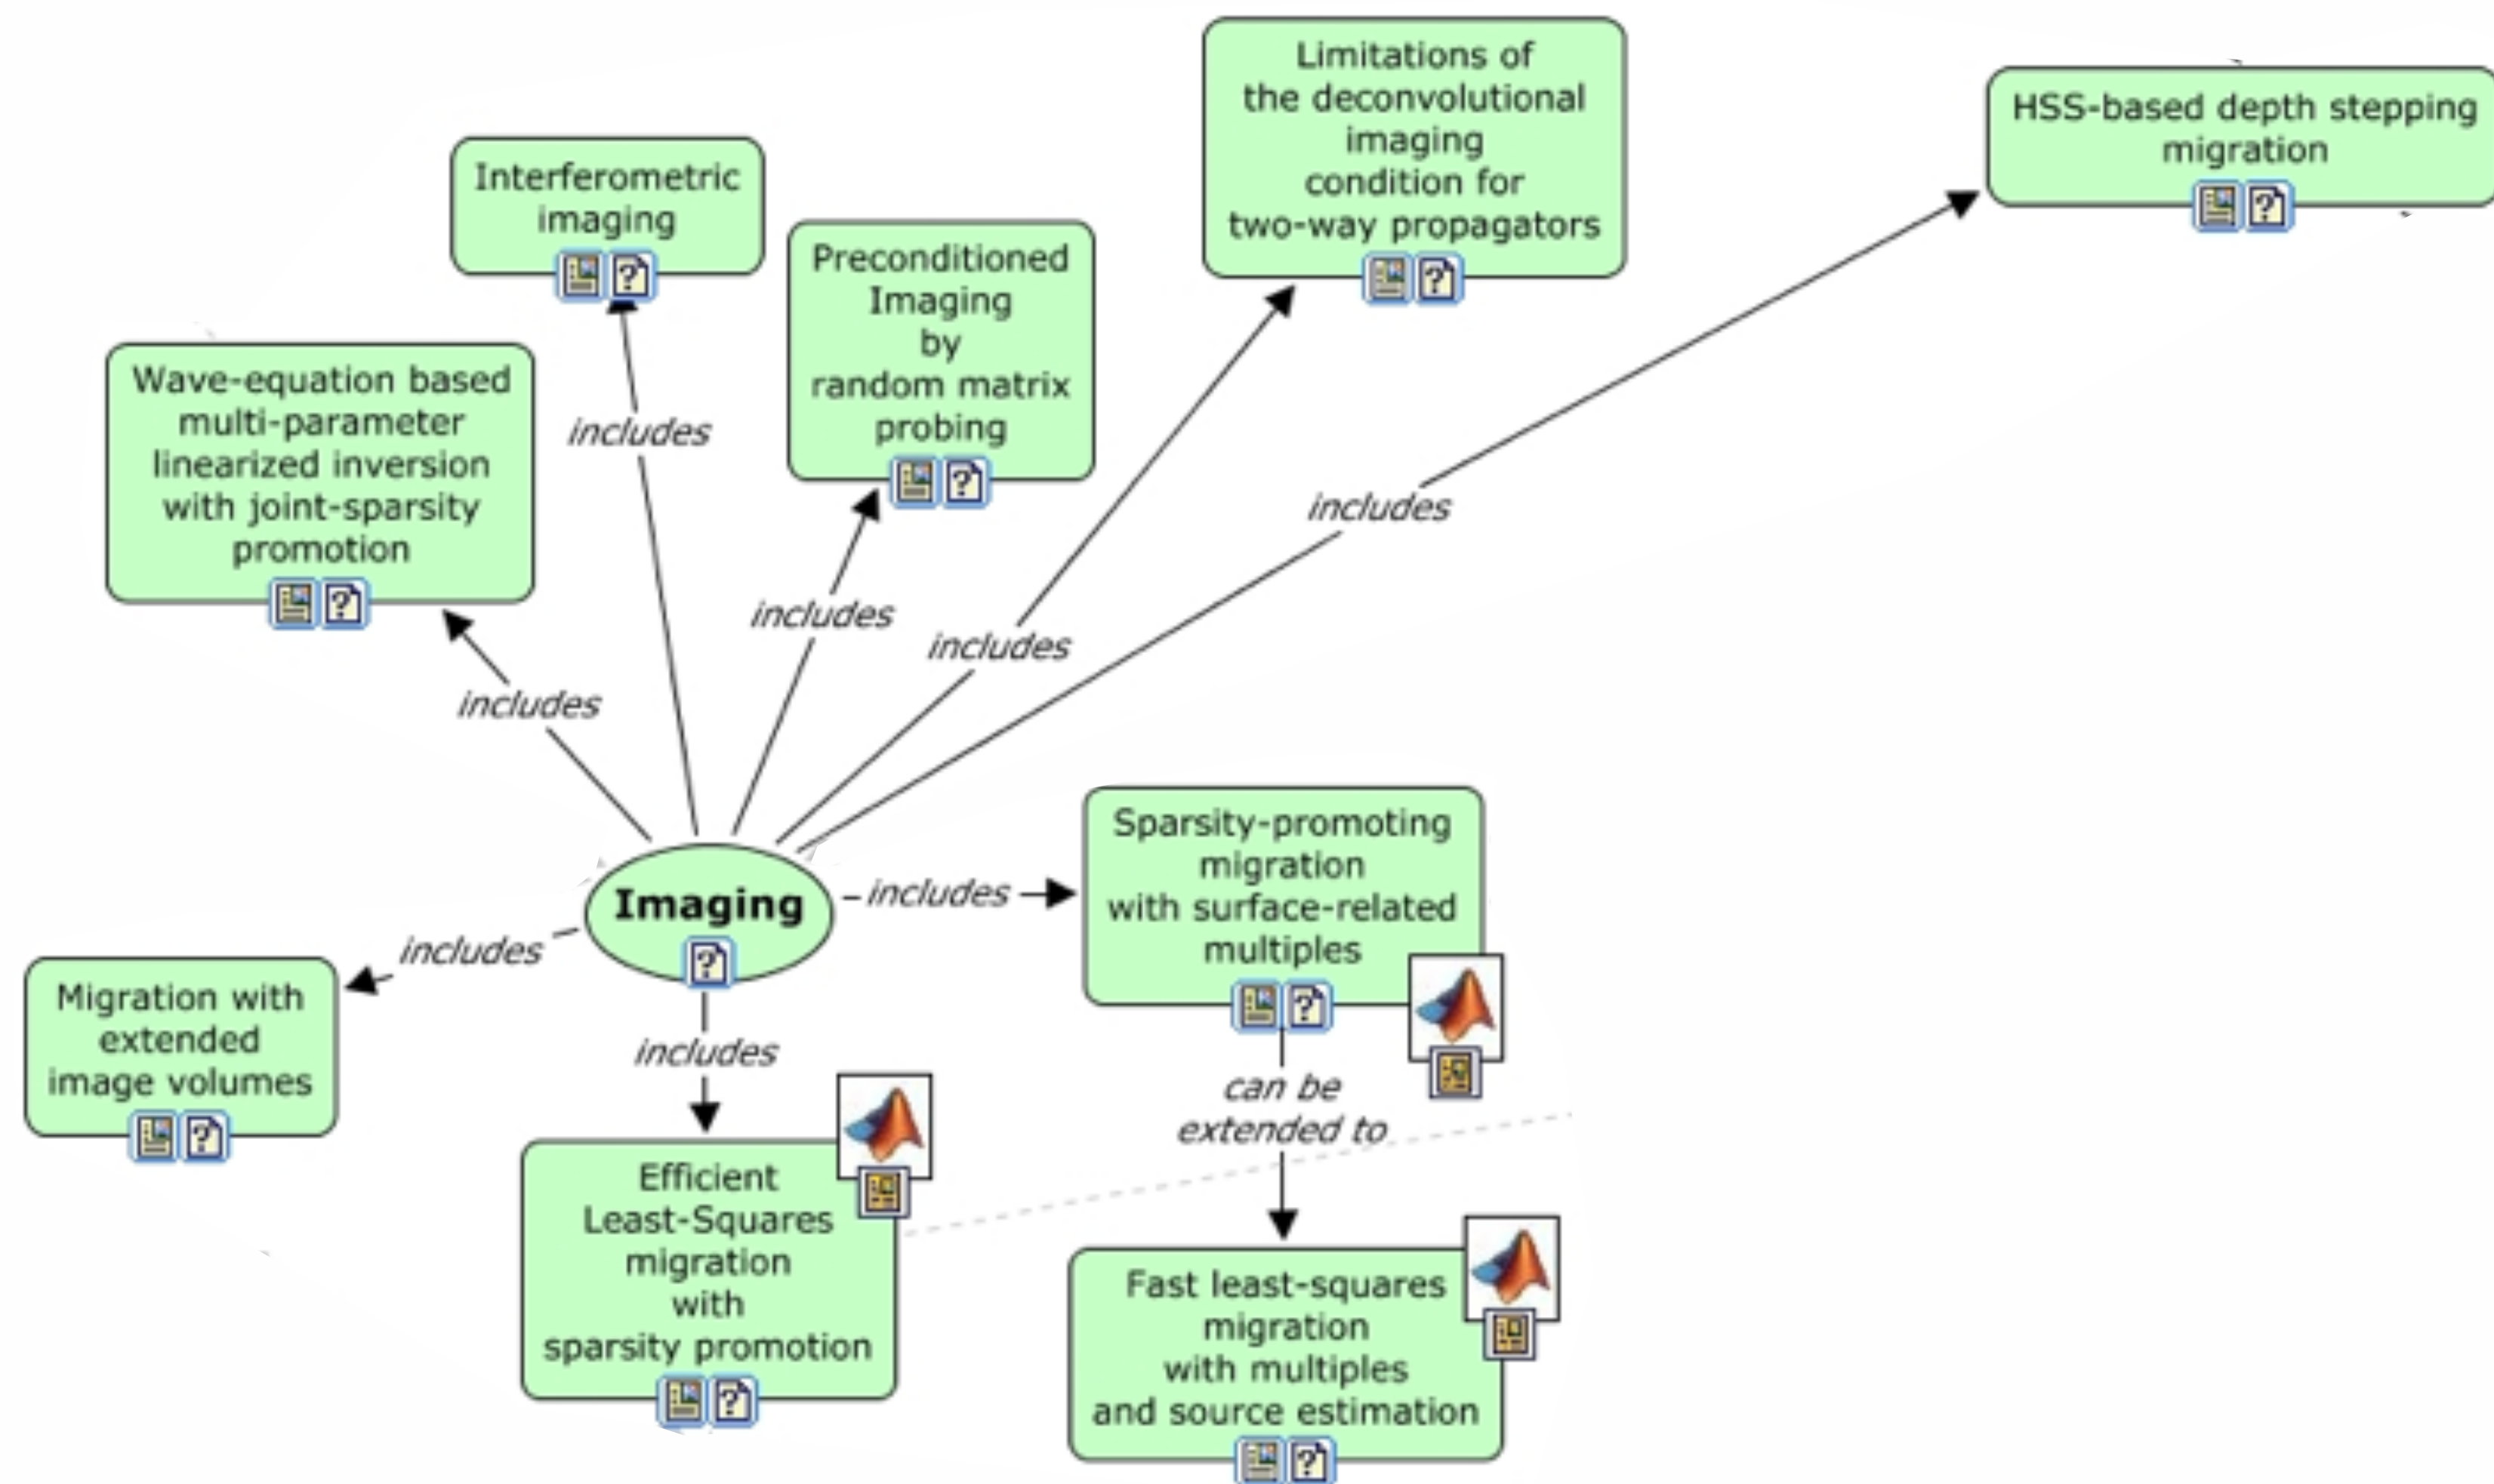 Limitations of
the deconvolutional
imaging
condition for
two-way propagators
HSS-based depth stepping
migration
Interferometric
imaging
Preconditioned
Imaging
by
random matrix
probing
Wave-equation based
multi-parameter
linearized inversion
with joint-sparsity
promotion
includes
includes
includes
includes
includes
Imaging
includes
Sparsity-promoting
migration
with surface-related
multiples
includes
Migration with
extended
image volumes
includes
can be
extended to
Efficient
Least-Squares
migration
with
sparsity promotion
Fast least-squares
migration
with multiples
and source estimation